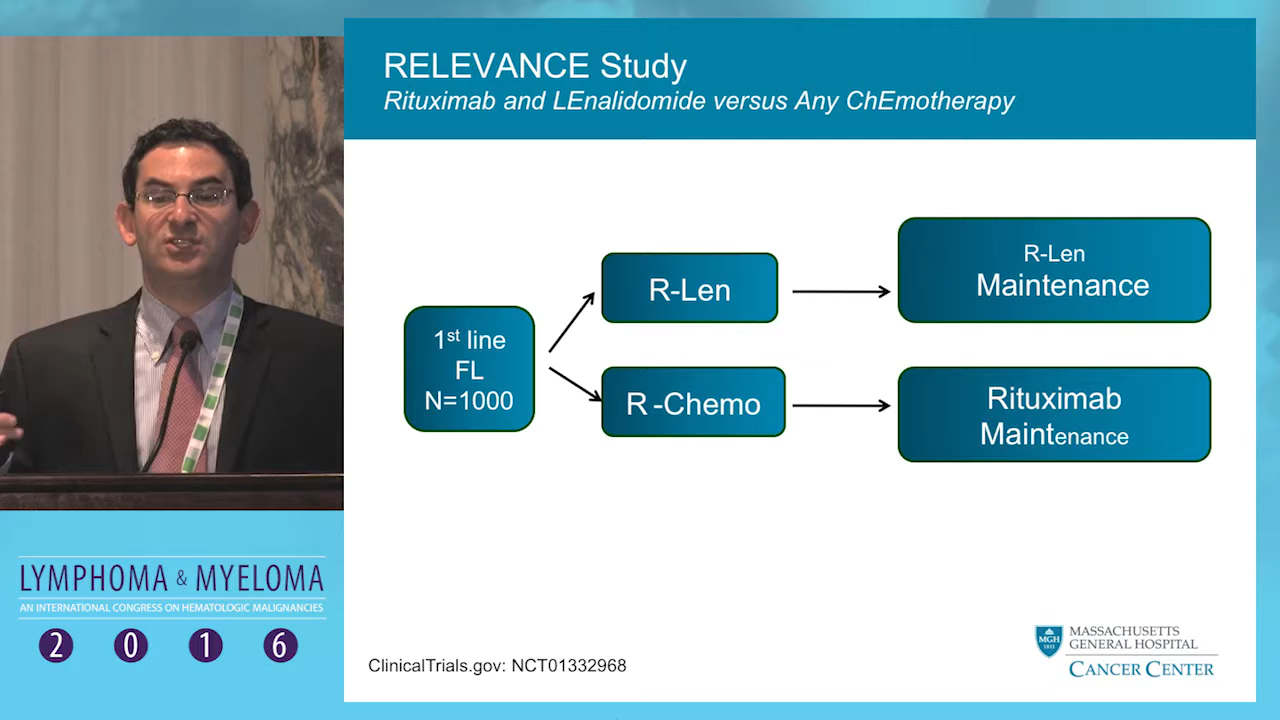 RELEVANCE Study
Rituximab and LEnalidomide versus Any ChEmotherapy
1st line
FL
N=1000
R-Len
R-Len
Maintenance
R -Chemo
Rituximab
Maintenance
LYMPHOMA & MYELOMA
AN INTERNATIONAL CONGRESS ON HEMATOLOGIC MALIGNANCIES
2 0 1 6
ClinicalTrials.gov: NCT01332968
MGH
1811
MASSACHUSETTS
GENERAL HOSPITAL
CANCER CENTER